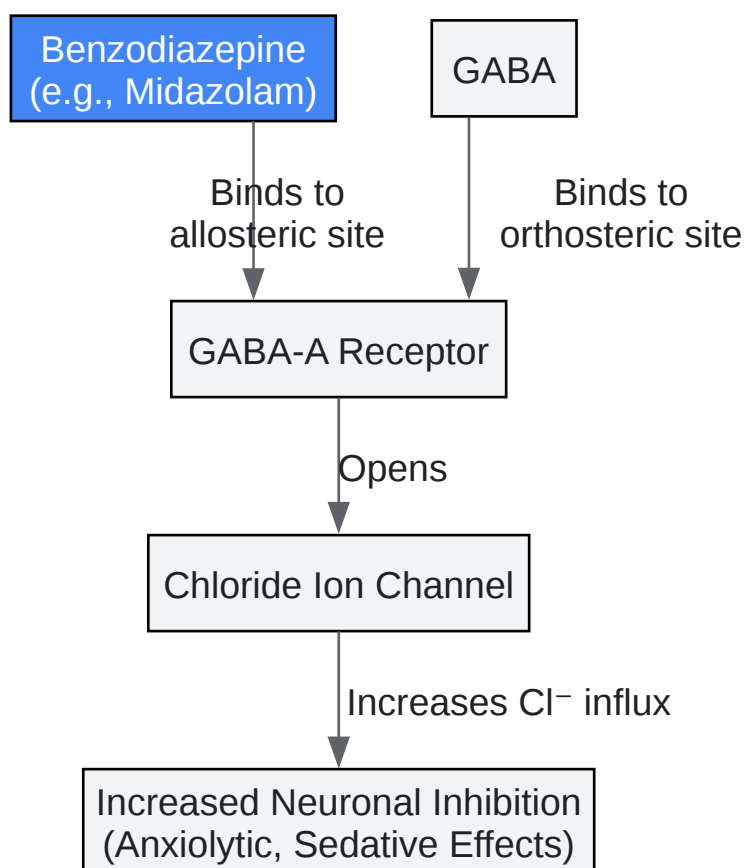 Benzodiazepine
(e.g., Midazolam)
GABA
Binds to
allosteric site
Binds to
orthosteric site
GABA-A Receptor
Opens
Chloride Ion Channel
Increases Cl⁻ influx
Increased Neuronal Inhibition
(Anxiolytic, Sedative Effects)